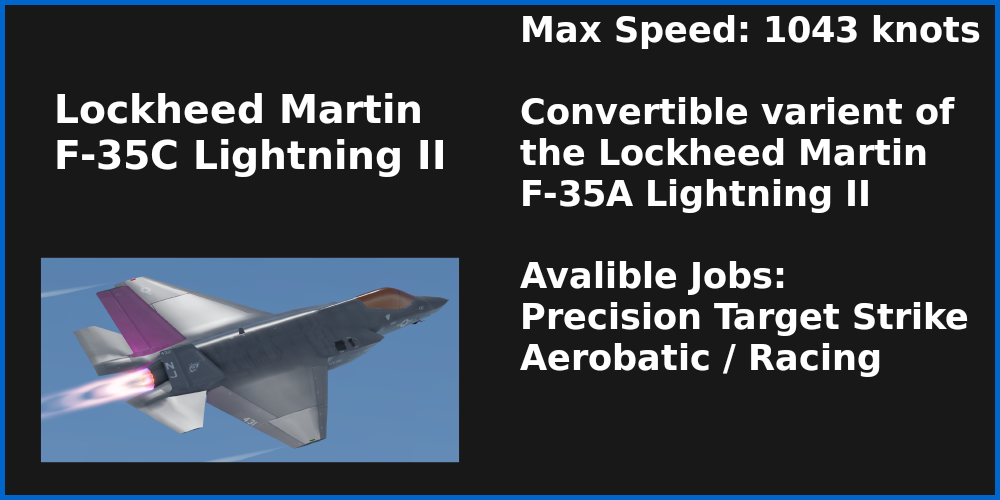 Lockheed Martin
F-35C Lightning II
Max Speed: 1043 knots
Convertible varient of
the Lockheed Martin
F-35A Lightning II
Avalible Jobs:
Precision Target Strike
Aerobatic / Racing